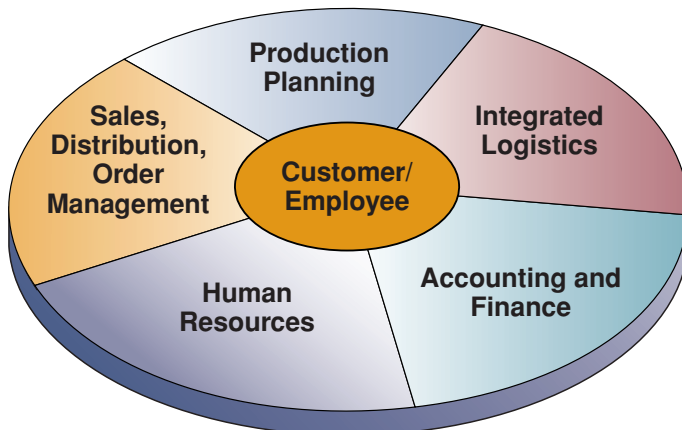 Production
Planning
Integrated
Logistics
Sales,
Distribution,
Order
Management
Customer/
Employee
Human
Resources
Accounting and
Finance